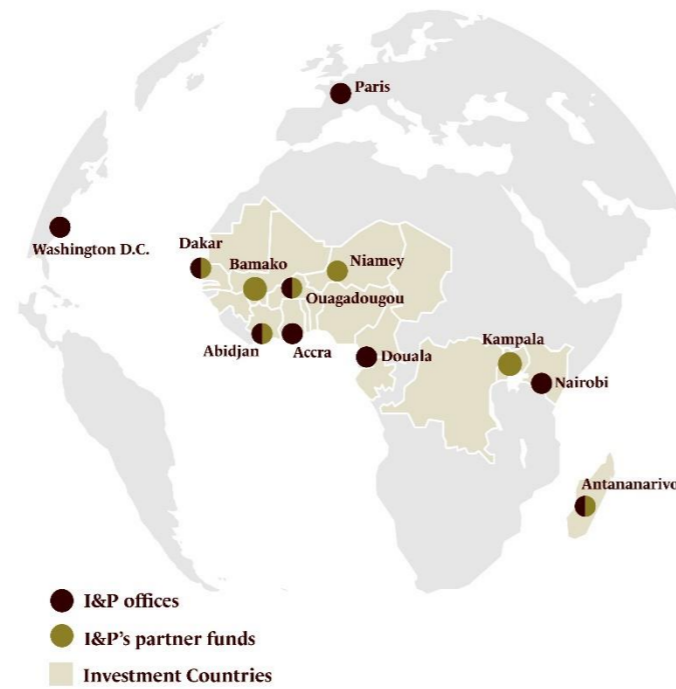 Paris
Washington D.C.
Dakar
Bamako
Niamey
Ouagadougou
Abidjan
Accra
Douala
Kampala
Nairobi
Antananarivo
I&P offices
I&P's partner funds
Investment Countries